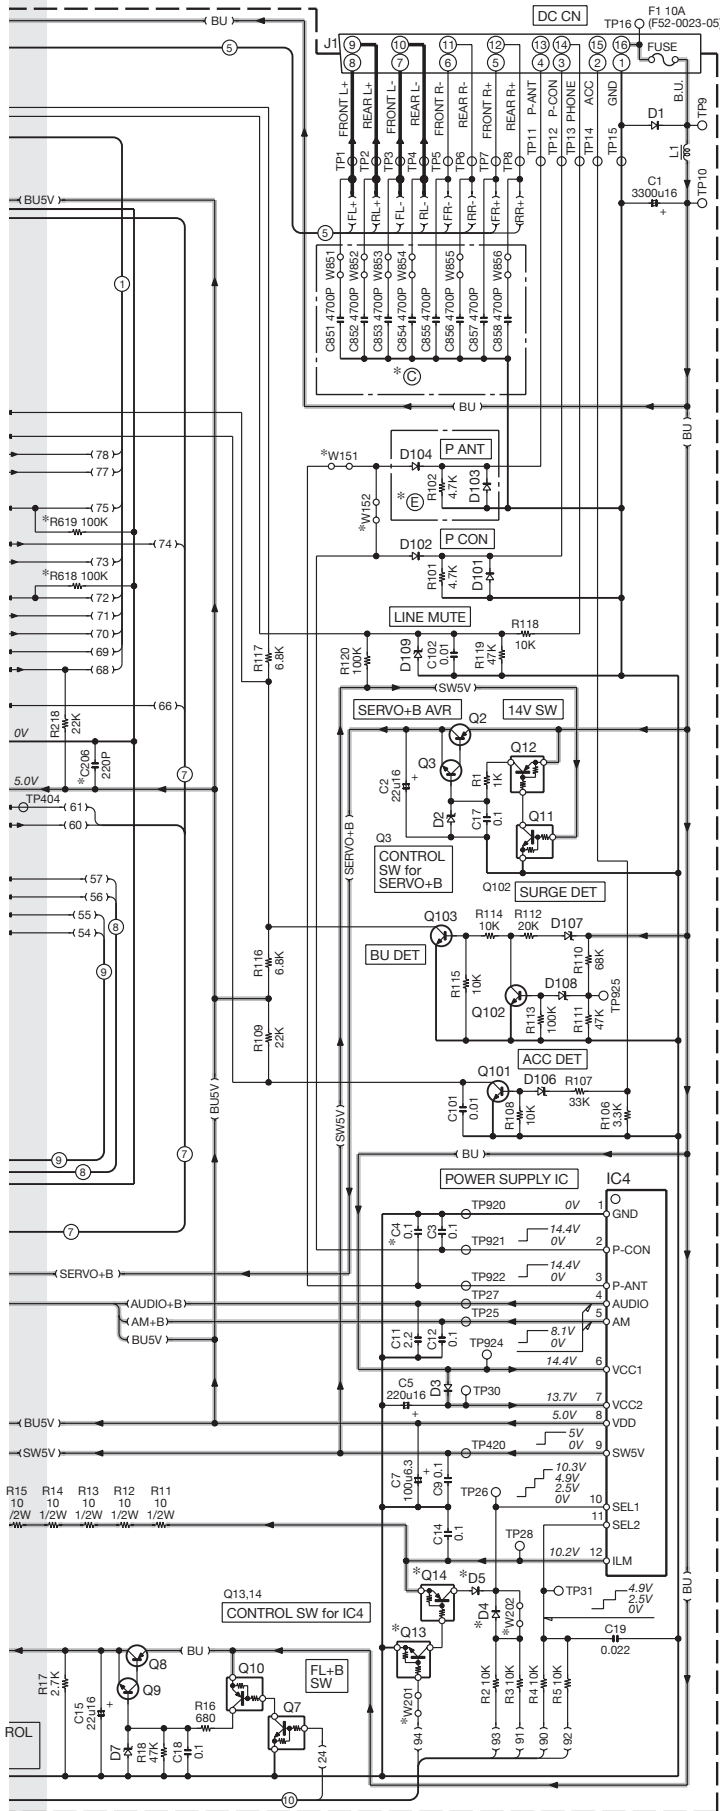 DC CN
F1 10A
TP16 (F52-0023-05)
FUSE
BU
5
J1
9 10 11 12 13 14 15 16
8 7 6 5 4 3 2 1
FRONT L+
REAR L+
FRONT L-
REAR L-
FRONT R-
REAR R-
FRONT R+
REAR R+
P-ANT
P-CON
PHONE
ACC
GND
B.U.
TP1
TP2
TP3
TP4
TP5
TP6
TP7
TP8
TP11
TP12
TP13
TP14
TP15
D1
TP9
L1
C1
3300u16
+
TP10
(FL+)
(RL+)
(FL-)
(RL-)
(FR-)
(RR-)
(FR+)
(RR+)
5
BU5V
1
W851
W852
W853
W854
W855
W856
C851 4700P
C852 4700P
C853 4700P
C854 4700P
C855 4700P
C856 4700P
C857 4700P
C858 4700P
*C
BU
BU
78
77
75
*R619 100K
74
73
*R618 100K
72
71
70
69
68
66
*W151
*W152
D104
P ANT
R102
4.7K
D103
*E
D102
P CON
R101
4.7K
D101
LINE MUTE
R117
6.8K
R120
100K
D109
C102
0.01
R119
47K
R118
10K
SW5V
R218
22K
0V
*C206
220P
5.0V
TP404
61
60
7
SERVO+B AVR
Q2
14V SW
Q12
Q3
C2
22u16
+
R1
1K
D2
C17
0.1
Q11
Q3
CONTROL
SW for
SERVO+B
SERVO+B
57
56
55
54
8
9
Q102
SURGE DET
Q103
R114
10K
R112
20K
D107
BU DET
R116
6.8K
R115
10K
R110
68K
D108
TP925
Q102
R113
100K
R111
47K
R109
22K
ACC DET
Q101
D106
R107
33K
C101
0.01
R108
10K
R106
3.3K
BU5V
SW5V
9
8
7
7
BU
POWER SUPPLY IC
IC4
TP920
0V
1
GND
*C4
0.1
C3
0.1
TP921
14.4V
0V
2
P-CON
TP922
14.4V
0V
3
P-ANT
SERVO+B
AUDIO+B
TP27
4
AUDIO
AM+B
TP25
5
AM
BU5V
C11
2.2
C12
0.1
TP924
8.1V
0V
14.4V
6
VCC1
C5
220u16
+
D3
TP30
13.7V
7
VCC2
BU5V
5.0V
8
VDD
SW5V
TP420
5V
0V
9
SW5V
C7
100u6.3
+
C9 0.1
TP26
10.3V
4.9V
2.5V
0V
10
SEL1
11
SEL2
R15
10
1/2W
R14
10
1/2W
R13
10
1/2W
R12
10
1/2W
R11
10
1/2W
C14
0.1
TP28
10.2V
12
ILM
*Q14
*D5
TP31
4.9V
2.5V
0V
Q13,14
CONTROL SW for IC4
*D4
*W202
C19
0.022
*Q13
BU
Q8
BU
FL+B
SW
Q10
Q9
R17
2.7K
C15
22u16
+
R16
680
Q7
*W201
R2 10K
R3 10K
R4 10K
R5 10K
D7
R18
47K
C18
0.1
ROL
24
94
93
91
90
92
10